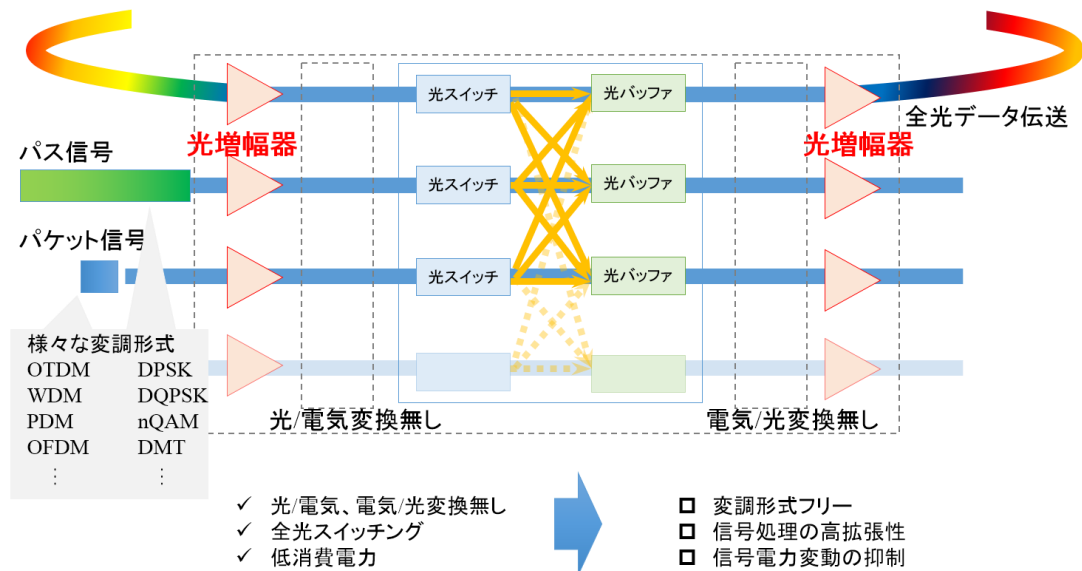 光スイッチ
光バッファ
全光データ伝送
光増幅器
光増幅器
パス信号
光スイッチ
光バッファ
パケット信号
光スイッチ
光バッファ
様々な変調形式
OTDM DPSK
WDM DQPSK
PDM nQAM
OFDM DMT
⋮ ⋮
光/電気変換無し
電気/光変換無し
✓ 光/電気、電気/光変換無し
✓ 全光スイッチング
✓ 低消費電力
変調形式フリー
信号処理の高拡張性
信号電力変動の抑制